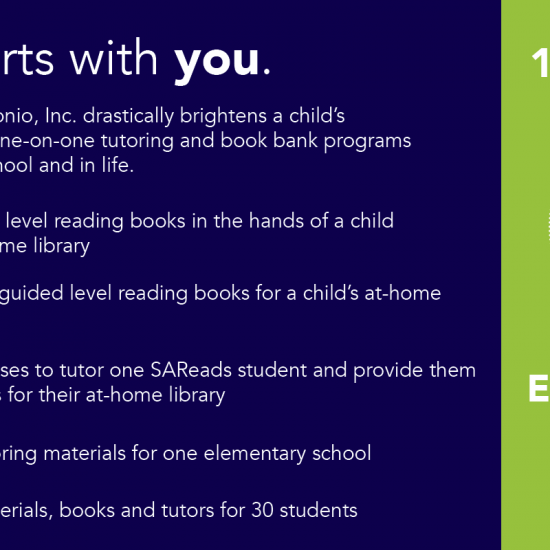 rts with you.
onio, Inc. drastically brightens a child’s
ne-on-one tutoring and book bank programs
ool and in life.
level reading books in the hands of a child
me library
guided level reading books for a child’s at-home
ses to tutor one SAReads student and provide them
s for their at-home library
ring materials for one elementary school
erials, books and tutors for 30 students
1
E